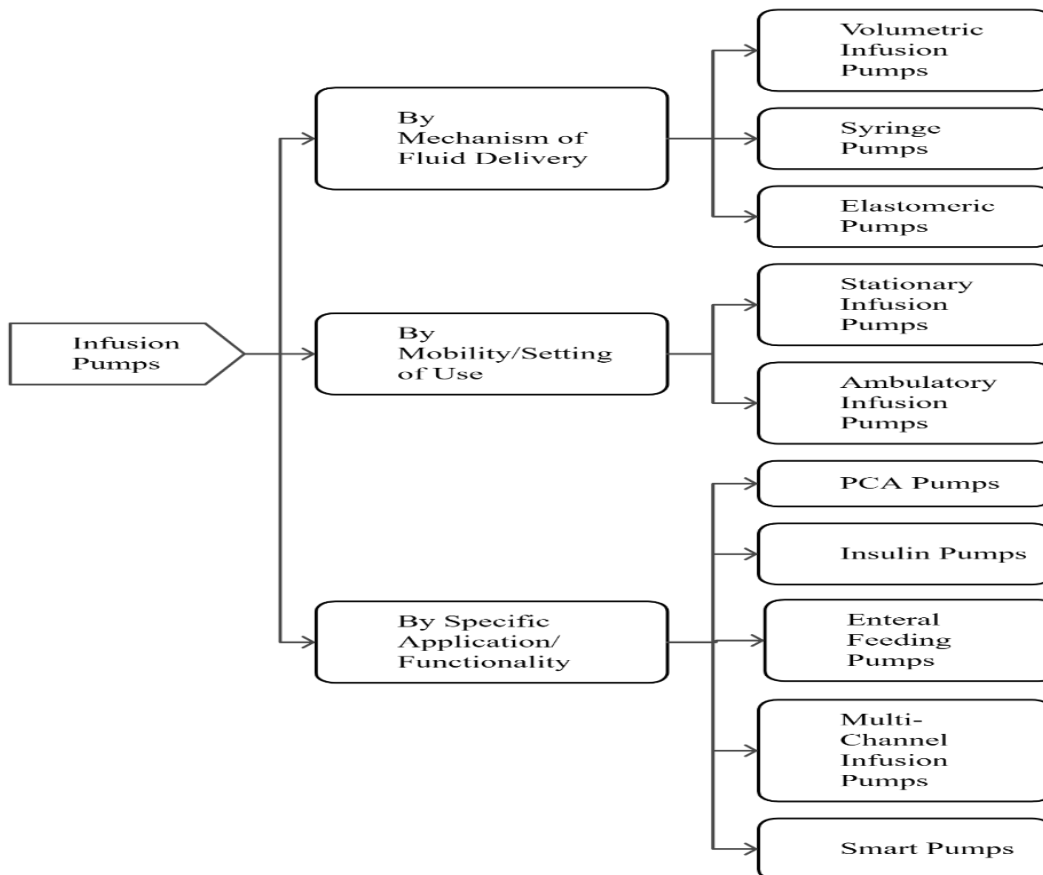 Infusion
Pumps
By
Mechanism of
Fluid Delivery
Volumetric
Infusion
Pumps
Syringe
Pumps
Elastomeric
Pumps
By
Mobility/Setting
of Use
Stationary
Infusion
Pumps
Ambulatory
Infusion
Pumps
By Specific
Application/
Functionality
PCA Pumps
Insulin Pumps
Enteral
Feeding
Pumps
Multi-
Channel
Infusion
Pumps
Smart Pumps